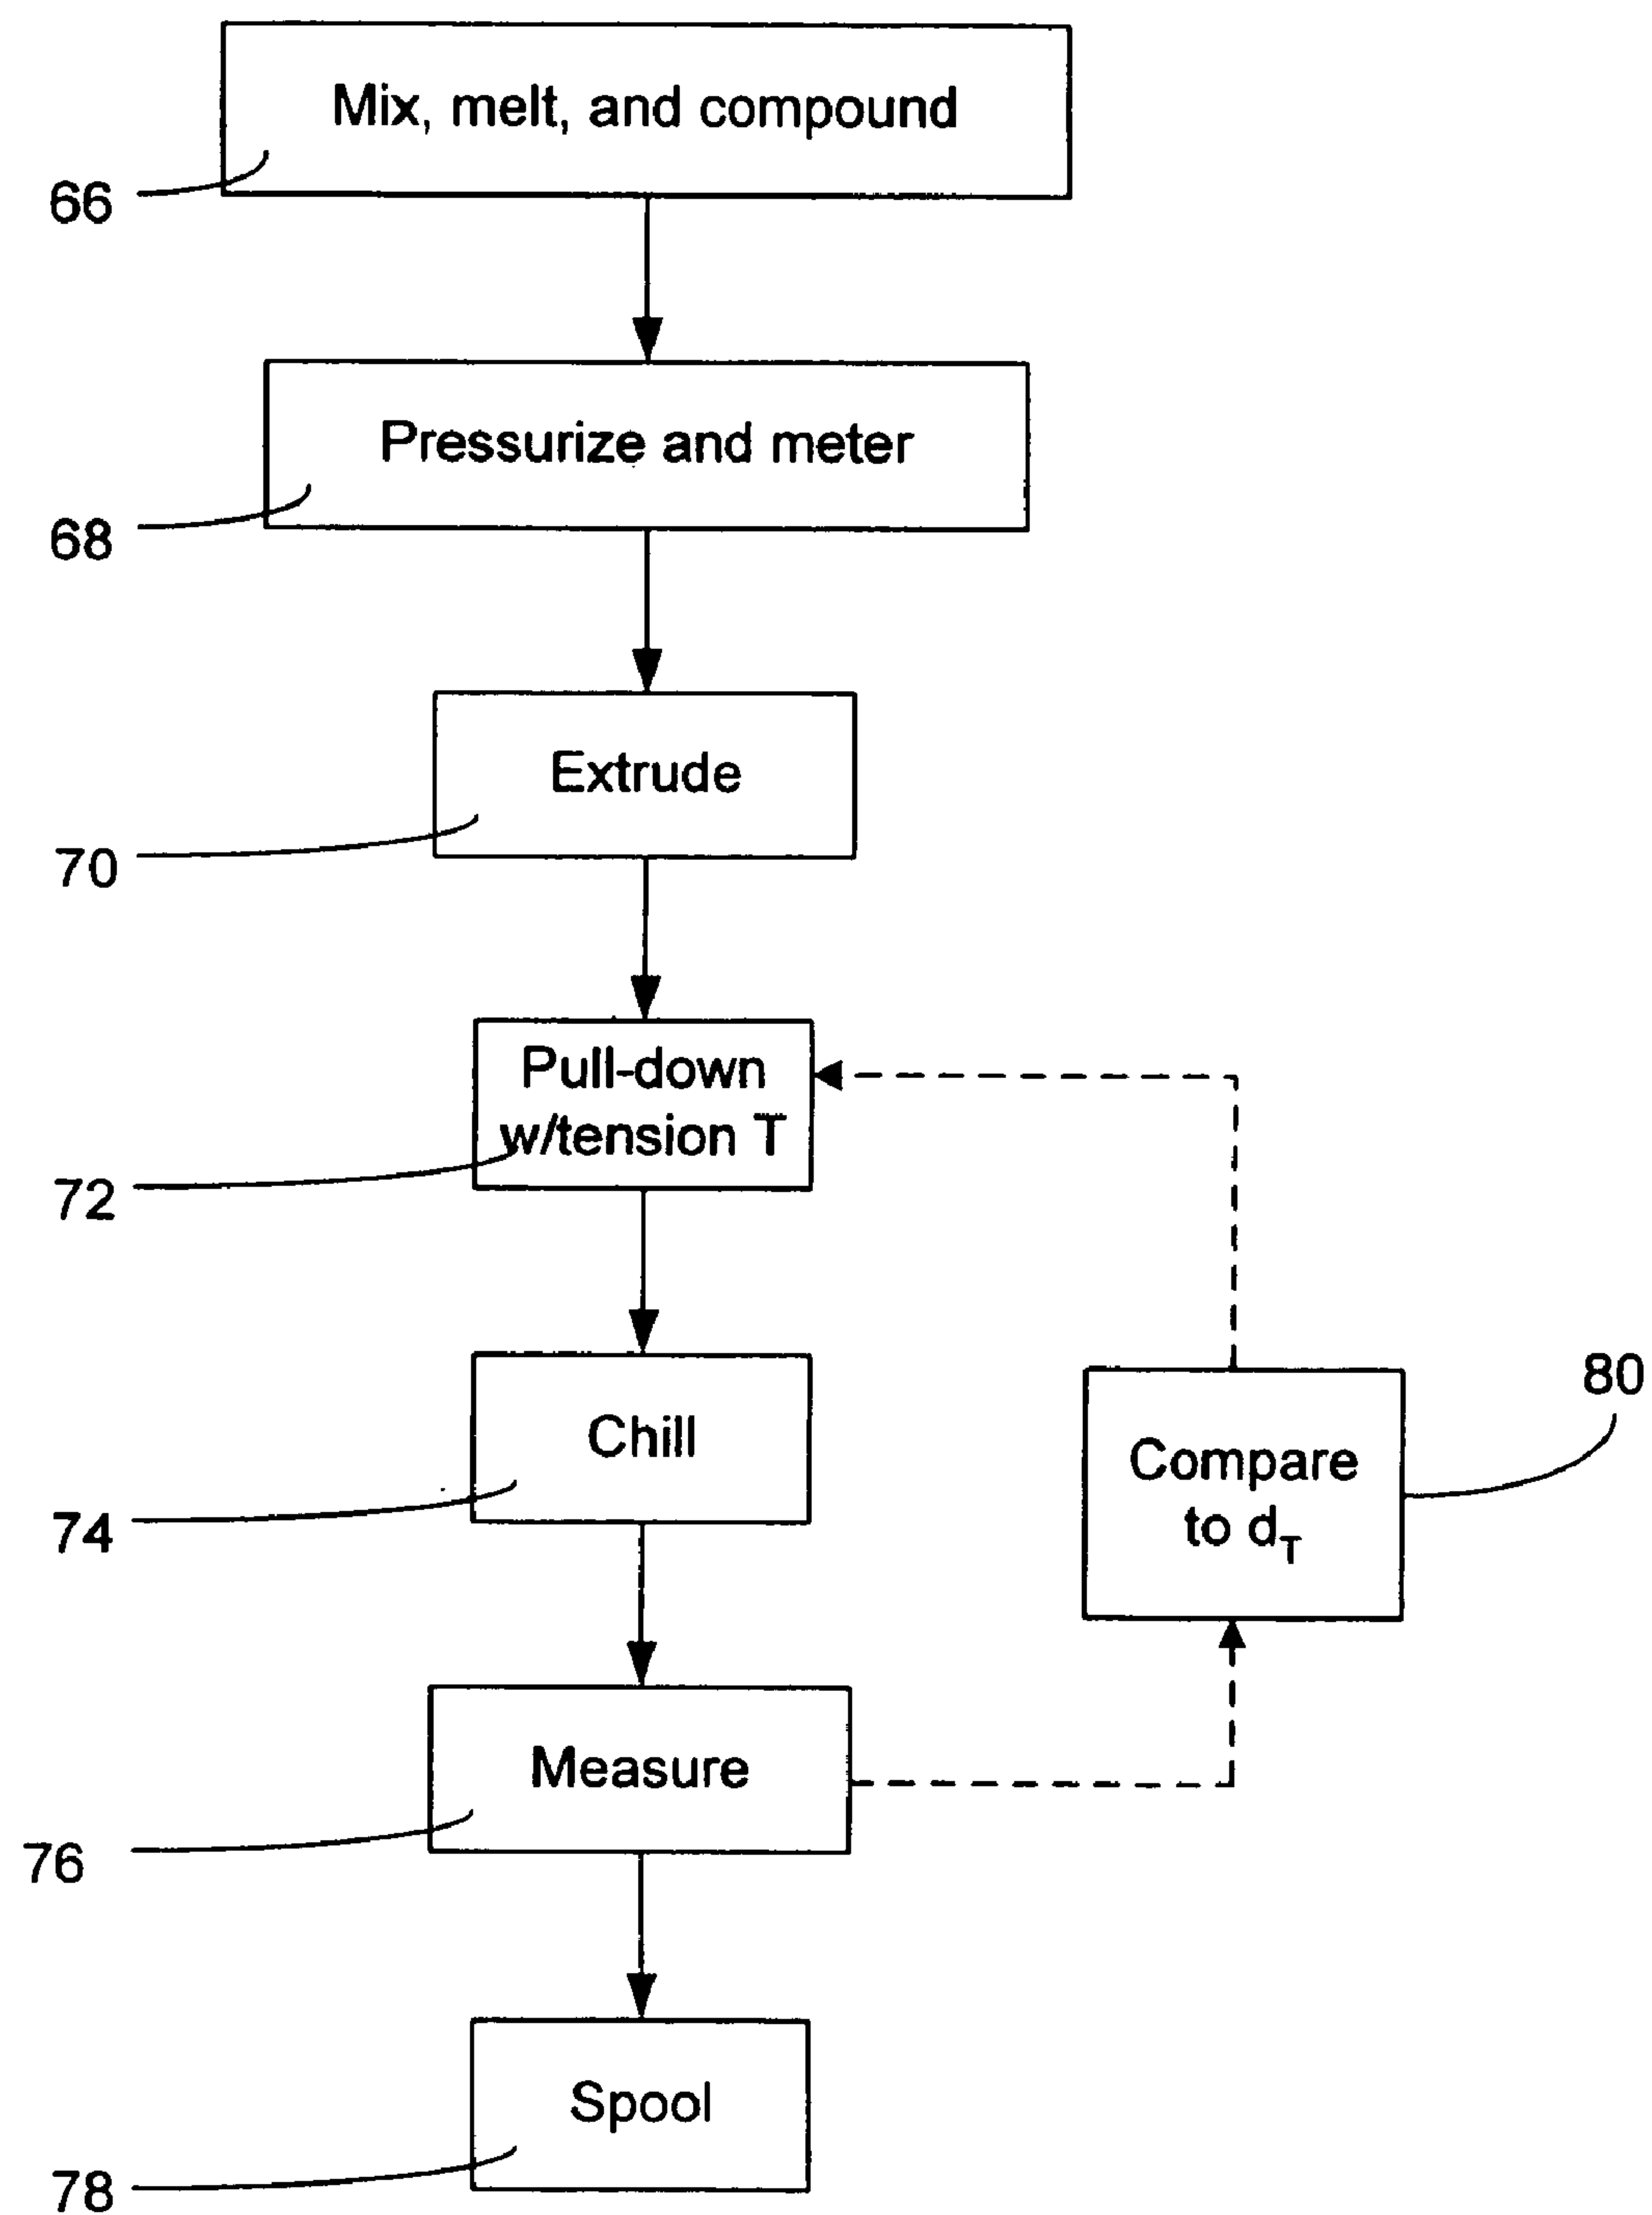 Mix, melt, and compound
66
Pressurize and meter
68
Extrude
70
Pull-down
w/tension T
72
Chill
74
Compare
to d_T
80
Measure
76
Spool
78